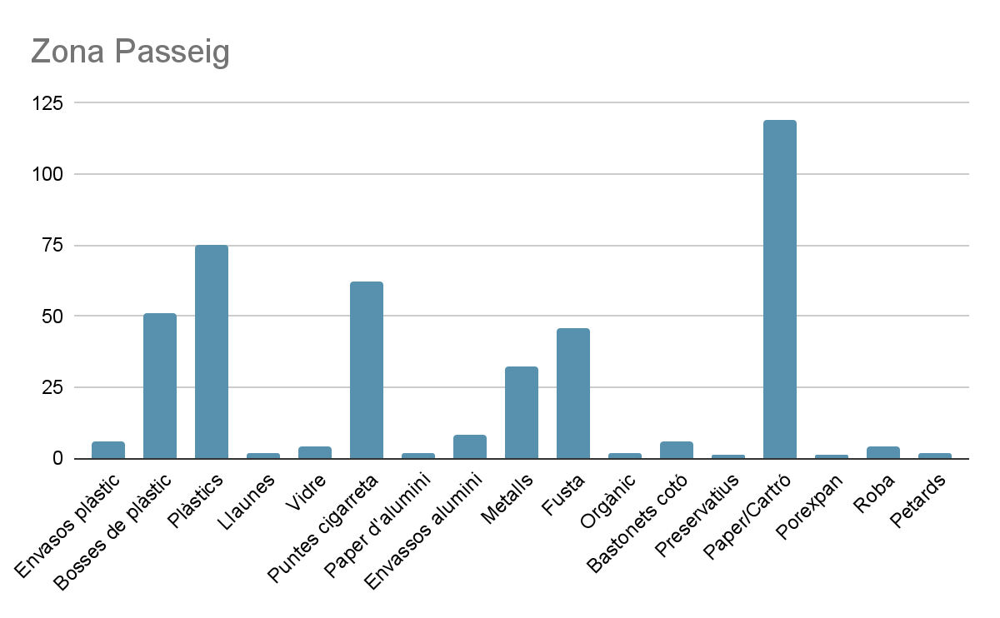 Zona Passeig
125
100
75
50
25
0
Envasos plàstic
Bosses de plàstic
Plàstics
Llaunes
Vidre
Puntes cigarreta
Paper d'alumini
Envassos alumini
Metalls
Fusta
Orgànic
Bastonets cotó
Preservatius
Paper/Cartró
Porexpan
Roba
Petards